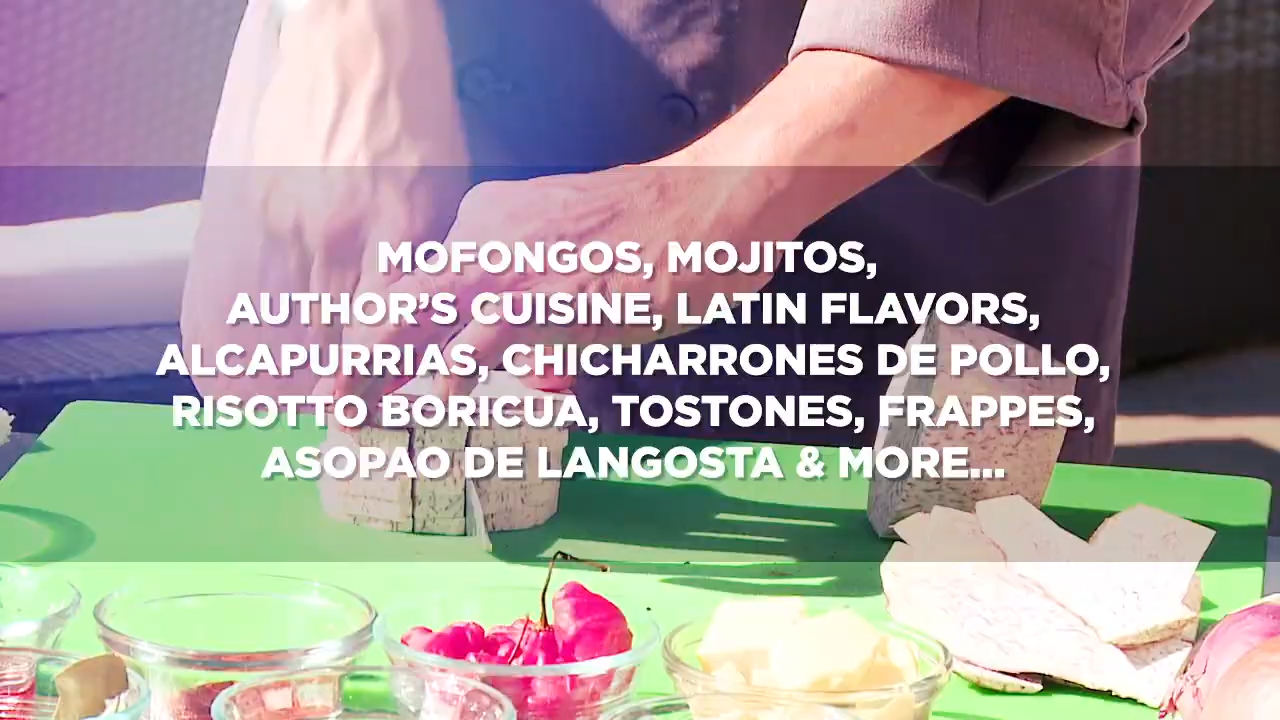 MOFONGOS, MOJITOS,
AUTHOR’S CUISINE, LATIN FLAVORS,
ALCAPURRIAS, CHICHARRONES DE POLLO,
RISOTTO BORICUA, TOSTONES, FRAPPES,
ASOPAO DE LANGOSTA & MORE...